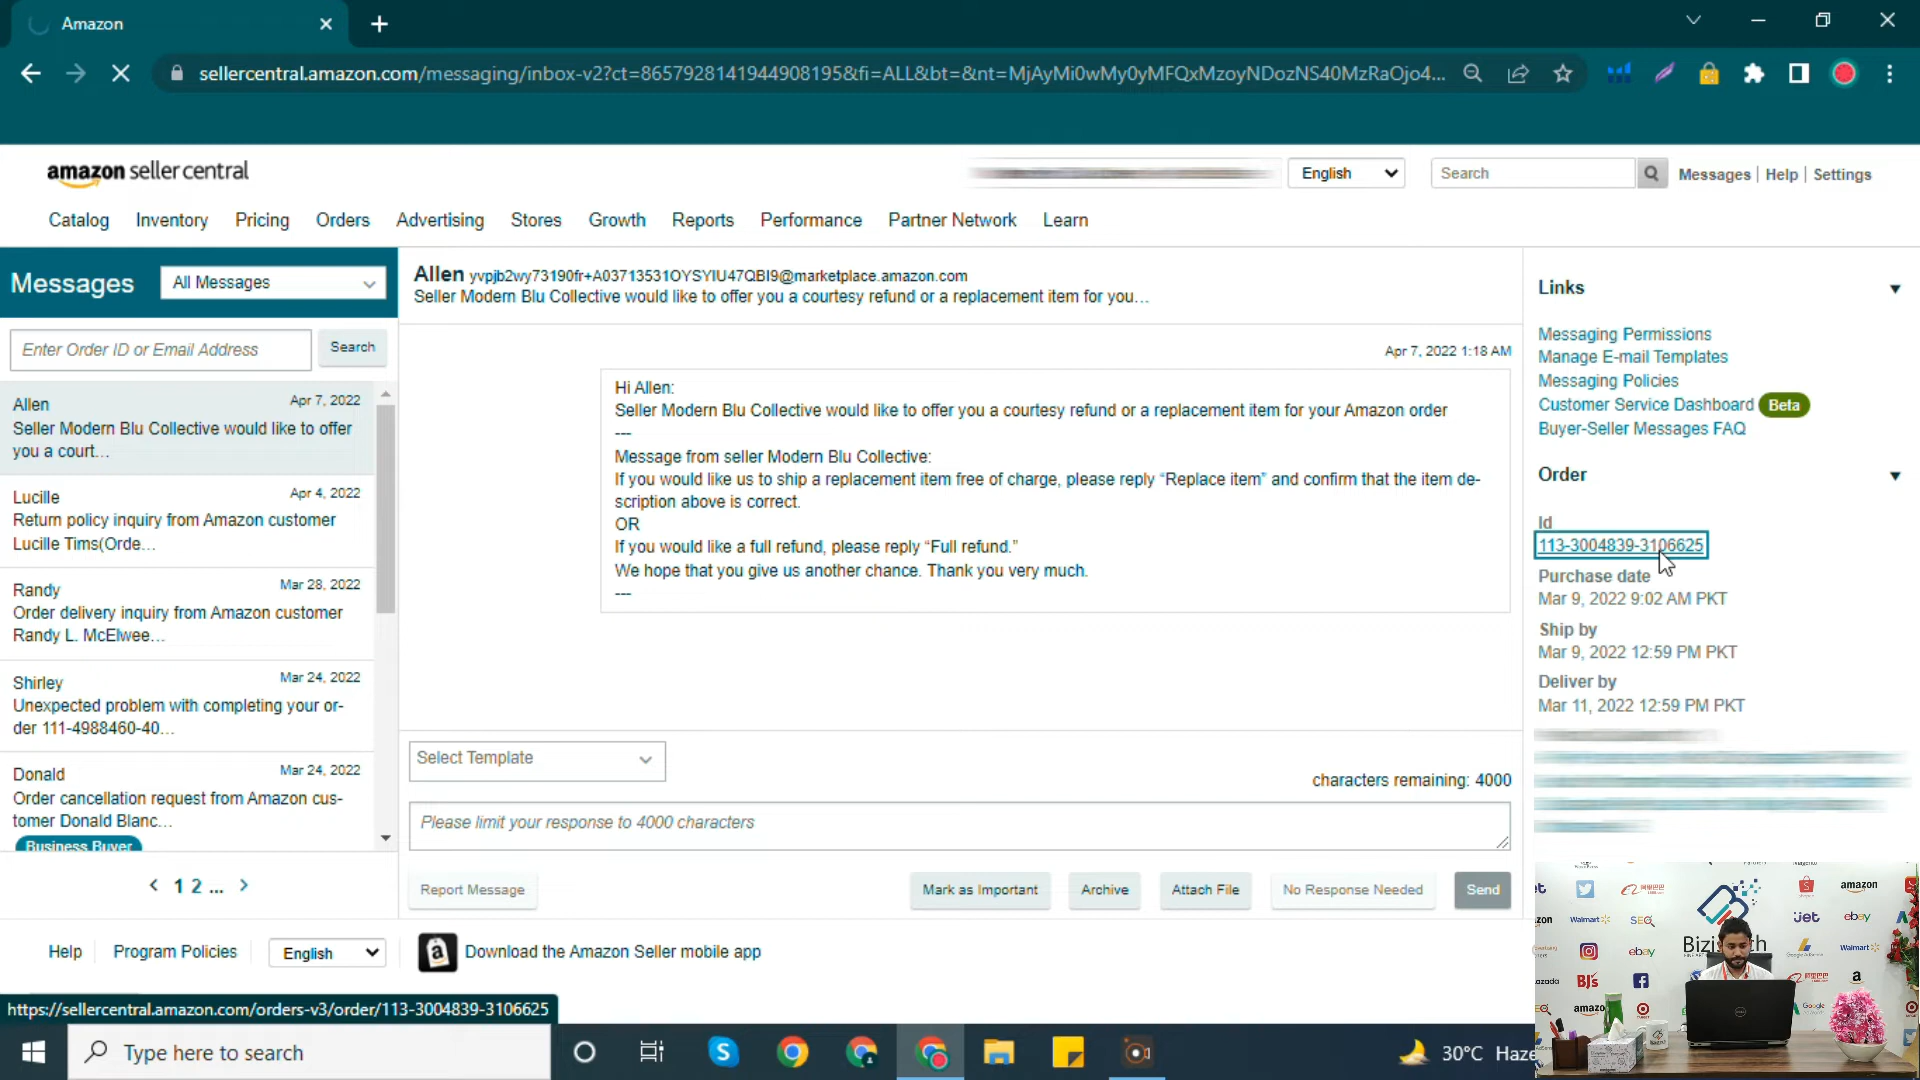 Amazon
sellercentral.amazon.com/messaging/inbox-v2?ct=8657928141944908195&fi=ALL&bt=&nt=MjAyMi0wMy0yMFQxMzoyNDozNS40MzRaOjo4...
amazon seller central
English
Search
Messages | Help | Settings
Catalog Inventory Pricing Orders Advertising Stores Growth Reports Performance Partner Network Learn
Messages
All Messages
Enter Order ID or Email Address
Search
Allen Apr 7, 2022
Seller Modern Blu Collective would like to offer
you a court...
Lucille Apr 4, 2022
Return policy inquiry from Amazon customer
Lucille Tims(Orde...
Randy Mar 28, 2022
Order delivery inquiry from Amazon customer
Randy L. McElwee...
Shirley Mar 24, 2022
Unexpected problem with completing your or-
der 111-4988460-40...
Donald Mar 24, 2022
Order cancellation request from Amazon cus-
tomer Donald Blanc...
Business Buyer
< 1 2 ... >
Allen yvpjb2wy73190fr+A03713531OYSYIU47QBI9@marketplace.amazon.com
Seller Modern Blu Collective would like to offer you a courtesy refund or a replacement item for you...
Apr 7, 2022 1:18 AM
Hi Allen:
Seller Modern Blu Collective would like to offer you a courtesy refund or a replacement item for your Amazon order
---
Message from seller Modern Blu Collective:
If you would like us to ship a replacement item free of charge, please reply “Replace item” and confirm that the item de-
scription above is correct.
OR
If you would like a full refund, please reply “Full refund.”
We hope that you give us another chance. Thank you very much.
---
Select Template
characters remaining: 4000
Please limit your response to 4000 characters
Report Message
Mark as Important
Archive
Attach File
No Response Needed
Send
Links
Messaging Permissions
Manage E-mail Templates
Messaging Policies
Customer Service Dashboard Beta
Buyer-Seller Messages FAQ
Order
Id
113-3004839-3106625
Purchase date
Mar 9, 2022 9:02 AM PKT
Ship by
Mar 9, 2022 12:59 PM PKT
Deliver by
Mar 11, 2022 12:59 PM PKT
Help
Program Policies
English
Download the Amazon Seller mobile app
https://sellercentral.amazon.com/orders-v3/order/113-3004839-3106625
Type here to search
30°C Haze
amazon
Walmart
SEO
Jet
ebay
ebay
Walmart
BJ's
amazon